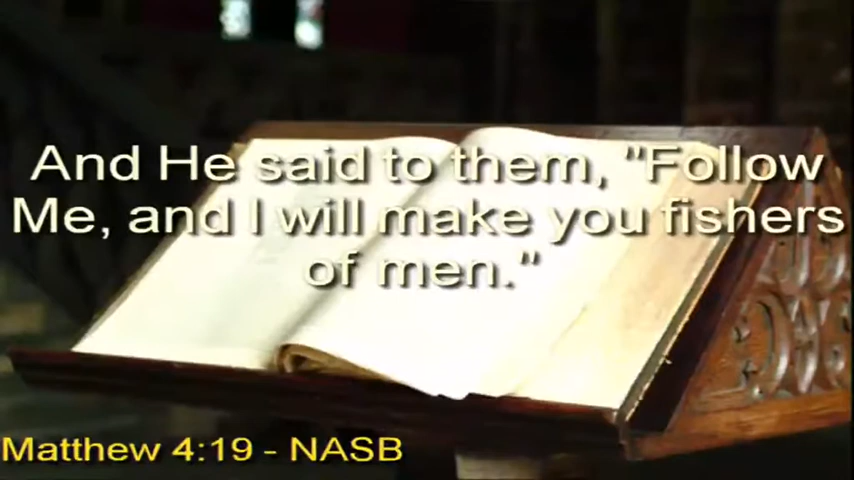 And He said to them, "Follow
Me, and I will make you fishers
of men."
Matthew 4:19 - NASB